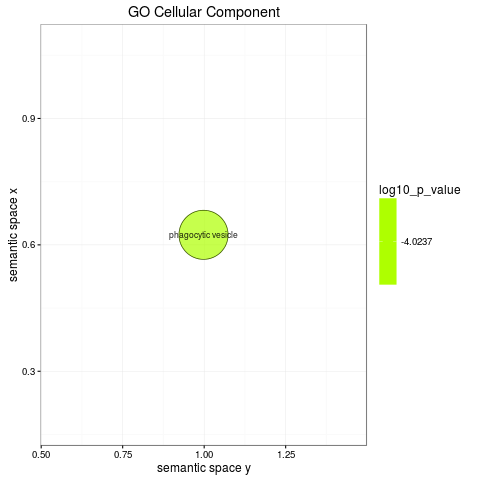 GO Cellular Component
0.9
0.6
0.3
semantic space x
phagocytic vesicle
0.50
0.75
1.00
1.25
semantic space y
log10_p_value
-4.0237